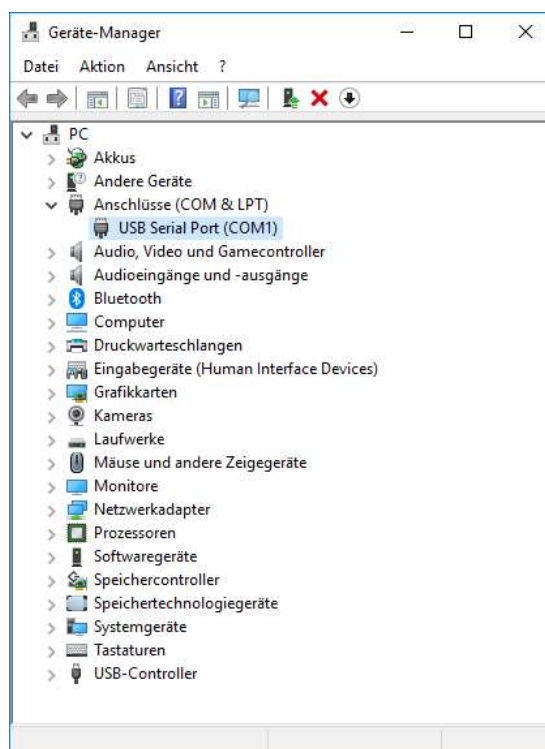 Geräte-Manager
Datei Aktion Ansicht ?
PC
Akkus
Andere Geräte
Anschlüsse (COM & LPT)
USB Serial Port (COM1)
Audio, Video und Gamecontroller
Audioeingänge und -ausgänge
Bluetooth
Computer
Druckwarteschlangen
Eingabegeräte (Human Interface Devices)
Grafikkarten
Kameras
Laufwerke
Mäuse und andere Zeigegeräte
Monitore
Netzwerkadapter
Prozessoren
Softwaregeräte
Speichercontroller
Speichertechnologiegeräte
Systemgeräte
Tastaturen
USB-Controller